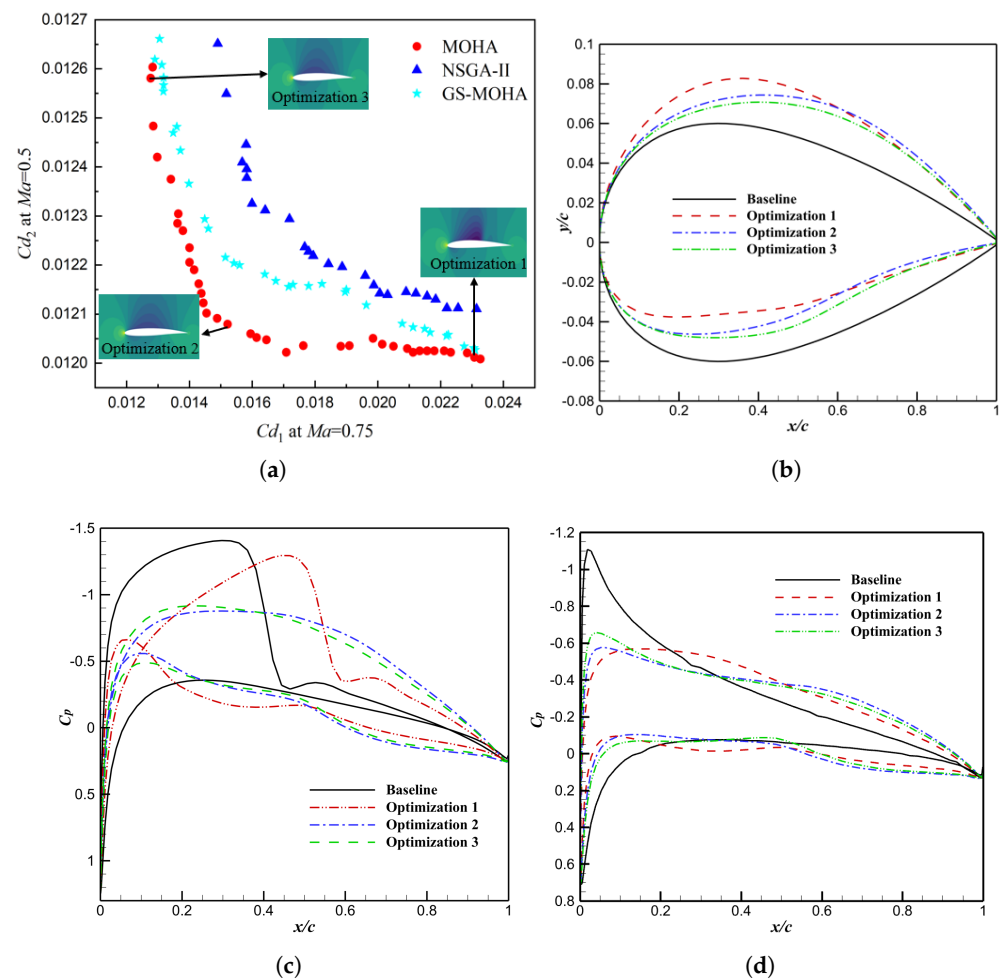 0.0127
0.0126
0.0125
0.0124
0.0123
0.0122
0.0121
0.0120
Cd₂ at Ma=0.5
MOHA
NSGA-II
GS-MOHA
Optimization 3
Optimization 1
Optimization 2
0.012 0.014 0.016 0.018 0.020 0.022 0.024
Cd₁ at Ma=0.75
(a)
0.1
0.08
0.06
0.04
0.02
0
-0.02
-0.04
-0.06
-0.08
y/c
Baseline
Optimization 1
Optimization 2
Optimization 3
0 0.2 0.4 0.6 0.8 1
x/c
(b)
-1.5
-1
-0.5
0
0.5
1
Cₚ
Baseline
Optimization 1
Optimization 2
Optimization 3
0 0.2 0.4 0.6 0.8 1
x/c
(c)
-1.2
-1
-0.8
-0.6
-0.4
-0.2
0
0.2
0.4
0.6
0.8
Cₚ
Baseline
Optimization 1
Optimization 2
Optimization 3
0 0.2 0.4 0.6 0.8 1
x/c
(d)